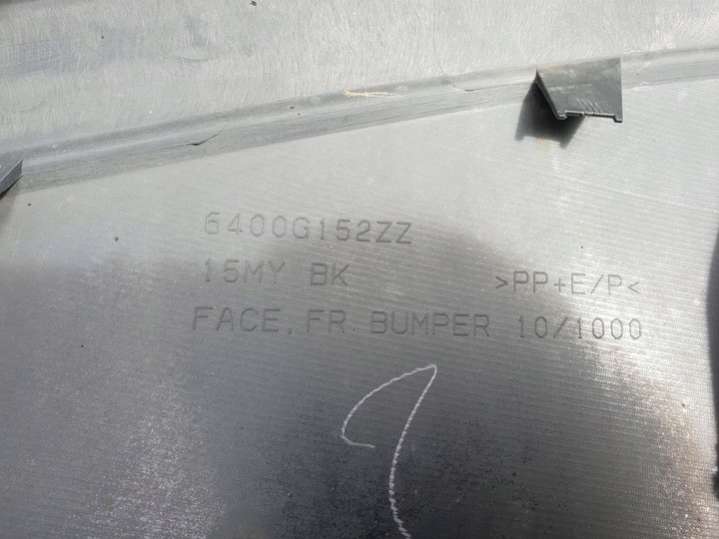 6400G152ZZ
15MY BK >PP+E/P<
FACE, FR. BUMPER 10/1000